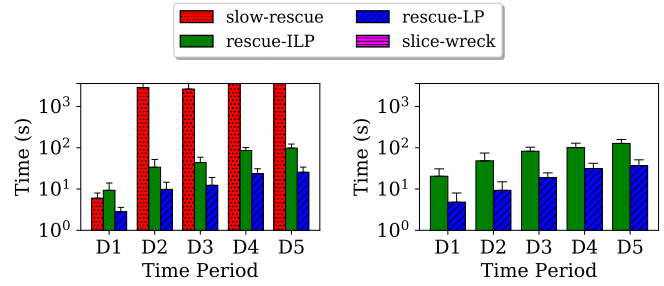 slow-rescue
rescue-LP
rescue-ILP
slice-wreck
Time (s)
10³
10²
10¹
10⁰
D1 D2 D3 D4 D5
Time Period
Time (s)
10³
10²
10¹
10⁰
D1 D2 D3 D4 D5
Time Period